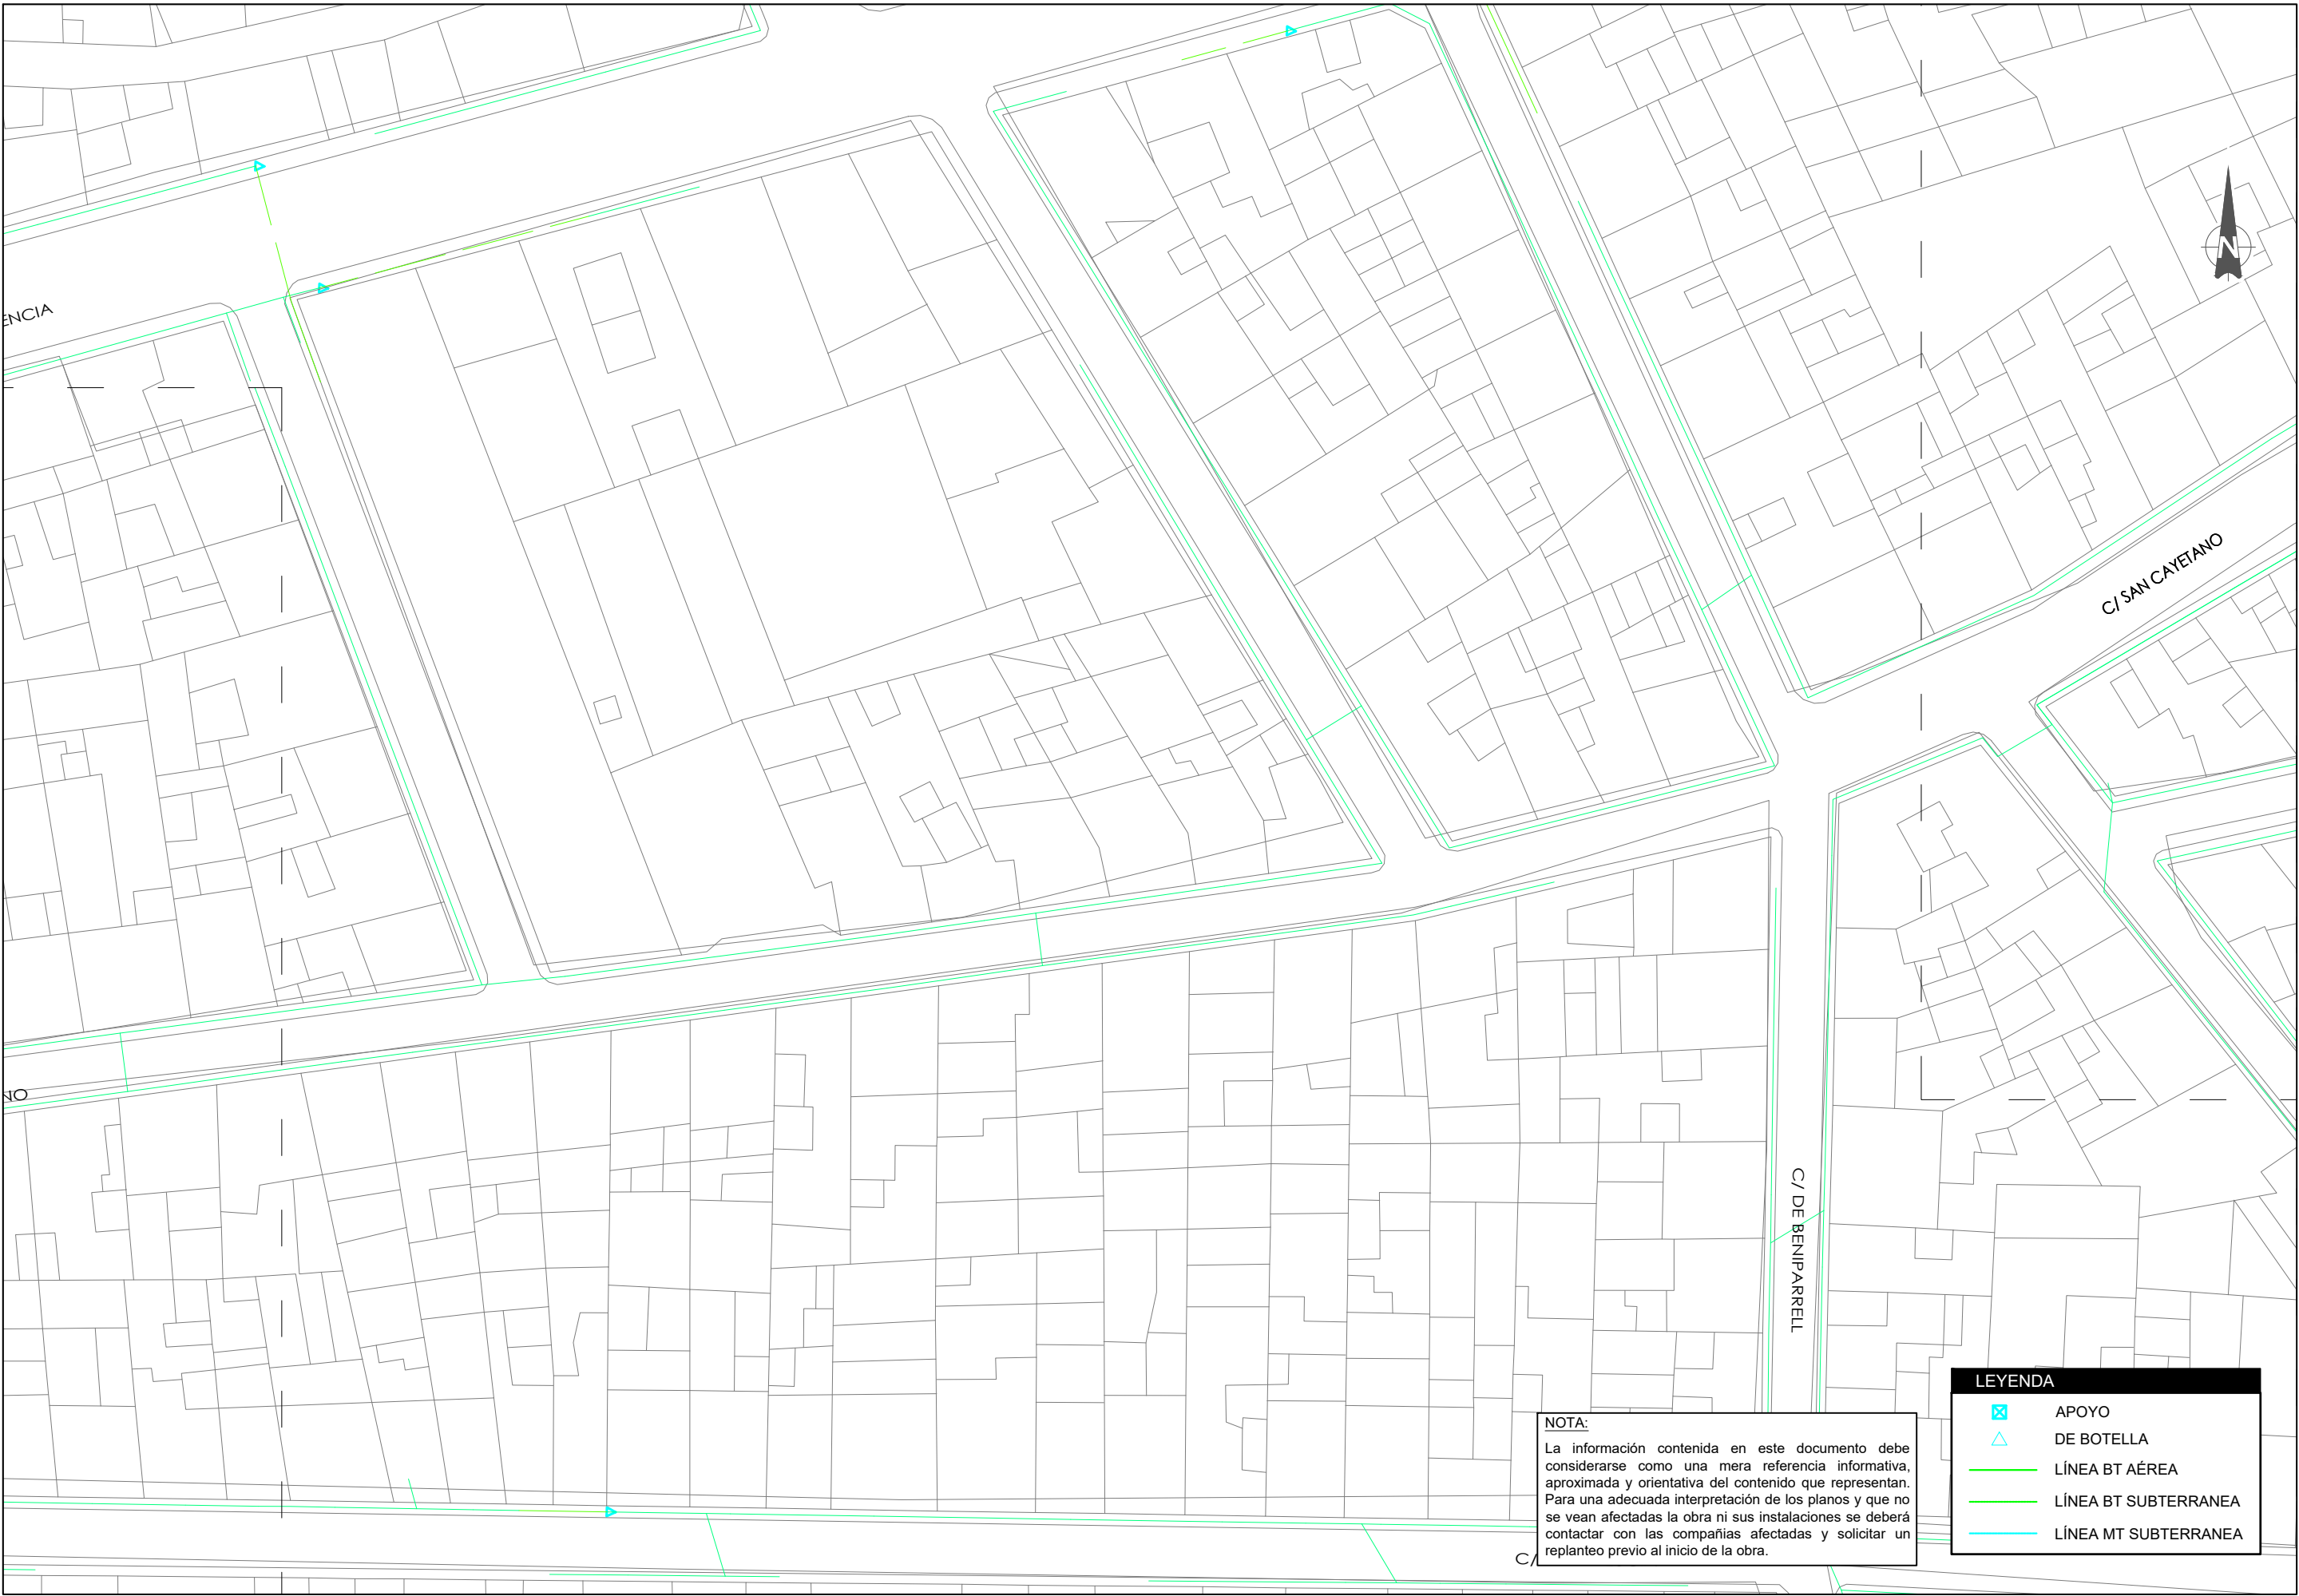 N
ENCIA
C/ SAN CAYETANO
NO
C/ DE BENIPARRELL
C/
NOTA:
La información contenida en este documento debe
considerarse como una mera referencia informativa,
aproximada y orientativa del contenido que representan.
Para una adecuada interpretación de los planos y que no
se vean afectadas la obra ni sus instalaciones se deberá
contactar con las compañias afectadas y solicitar un
replanteo previo al inicio de la obra.
LEYENDA
APOYO
DE BOTELLA
LÍNEA BT AÉREA
LÍNEA BT SUBTERRANEA
LÍNEA MT SUBTERRANEA